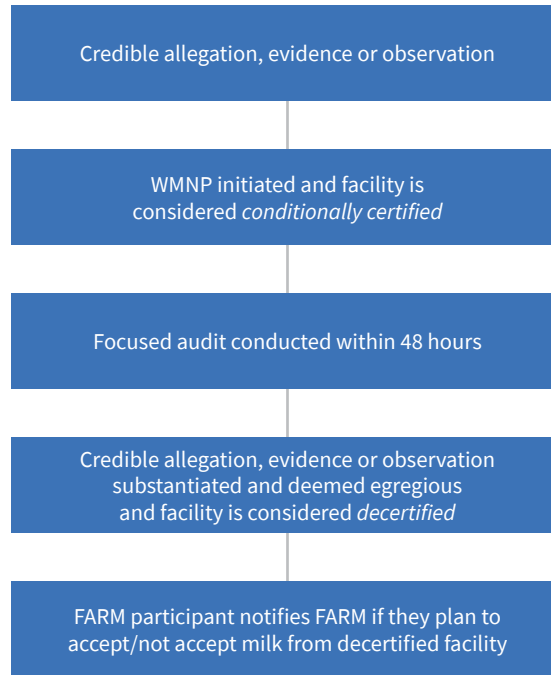 Credible allegation, evidence or observation
WMNP initiated and facility is
considered conditionally certified
Focused audit conducted within 48 hours
Credible allegation, evidence or observation
substantiated and deemed egregious
and facility is considered decertified
FARM participant notifies FARM if they plan to
accept/not accept milk from decertified facility